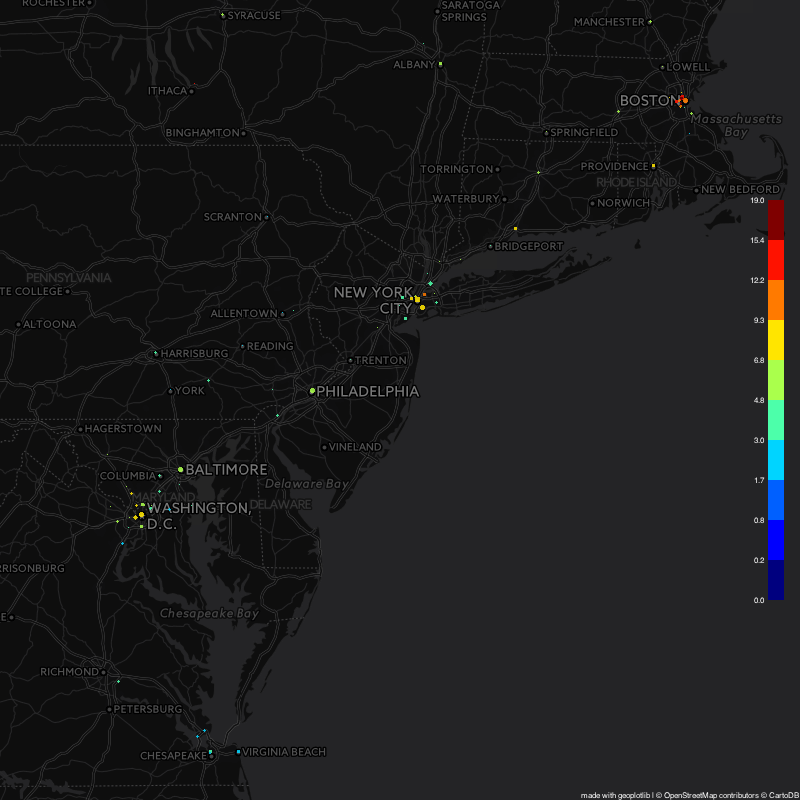 ROCHESTER
SYRACUSE
SARATOGA
SPRINGS
MANCHESTER
ALBANY
LOWELL
ITHACA
BOSTON
Massachusetts
Bay
BINGHAMTON
SPRINGFIELD
TORRINGTON
PROVIDENCE
RHODE ISLAND
NEW BEDFORD
WATERBURY
NORWICH
SCRANTON
BRIDGEPORT
PENNSYLVANIA
TE COLLEGE
NEW YORK
CITY
ALLENTOWN
ALTOONA
READING
HARRISBURG
TRENTON
YORK
PHILADELPHIA
HAGERSTOWN
VINELAND
BALTIMORE
COLUMBIA
Delaware Bay
MARYLAND
DELAWARE
WASHINGTON,
D.C.
RRISONBURG
Chesapeake Bay
E
RICHMOND
PETERSBURG
CHESAPEAKE
VIRGINIA BEACH
19.0
15.4
12.2
9.3
6.8
4.8
3.0
1.7
0.8
0.2
0.0
made with geoplotlib | © OpenStreetMap contributors © CartoDB